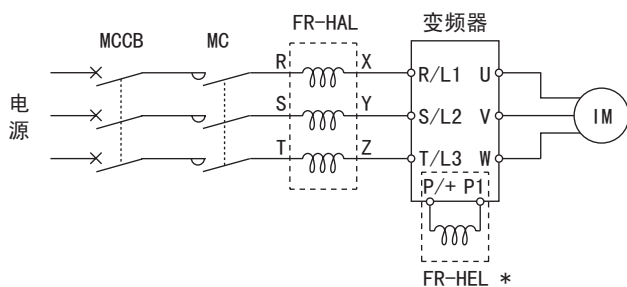 FR-HAL
变频器
MCCB
MC
R
X
R/L1
U
电源
S
Y
S/L2
V
IM
T
Z
T/L3
W
P/+ P1
FR-HEL *